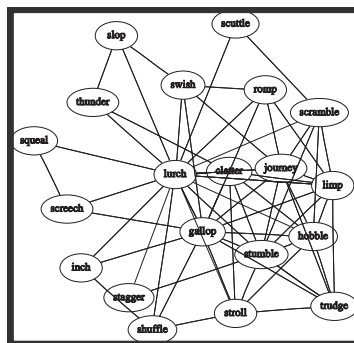 scuttle
slop
swish
romp
thunder
scramble
squeal
lurch
clatter
journey
limp
screech
gallop
hobble
stumble
inch
stagger
stroll
trudge
shuffle